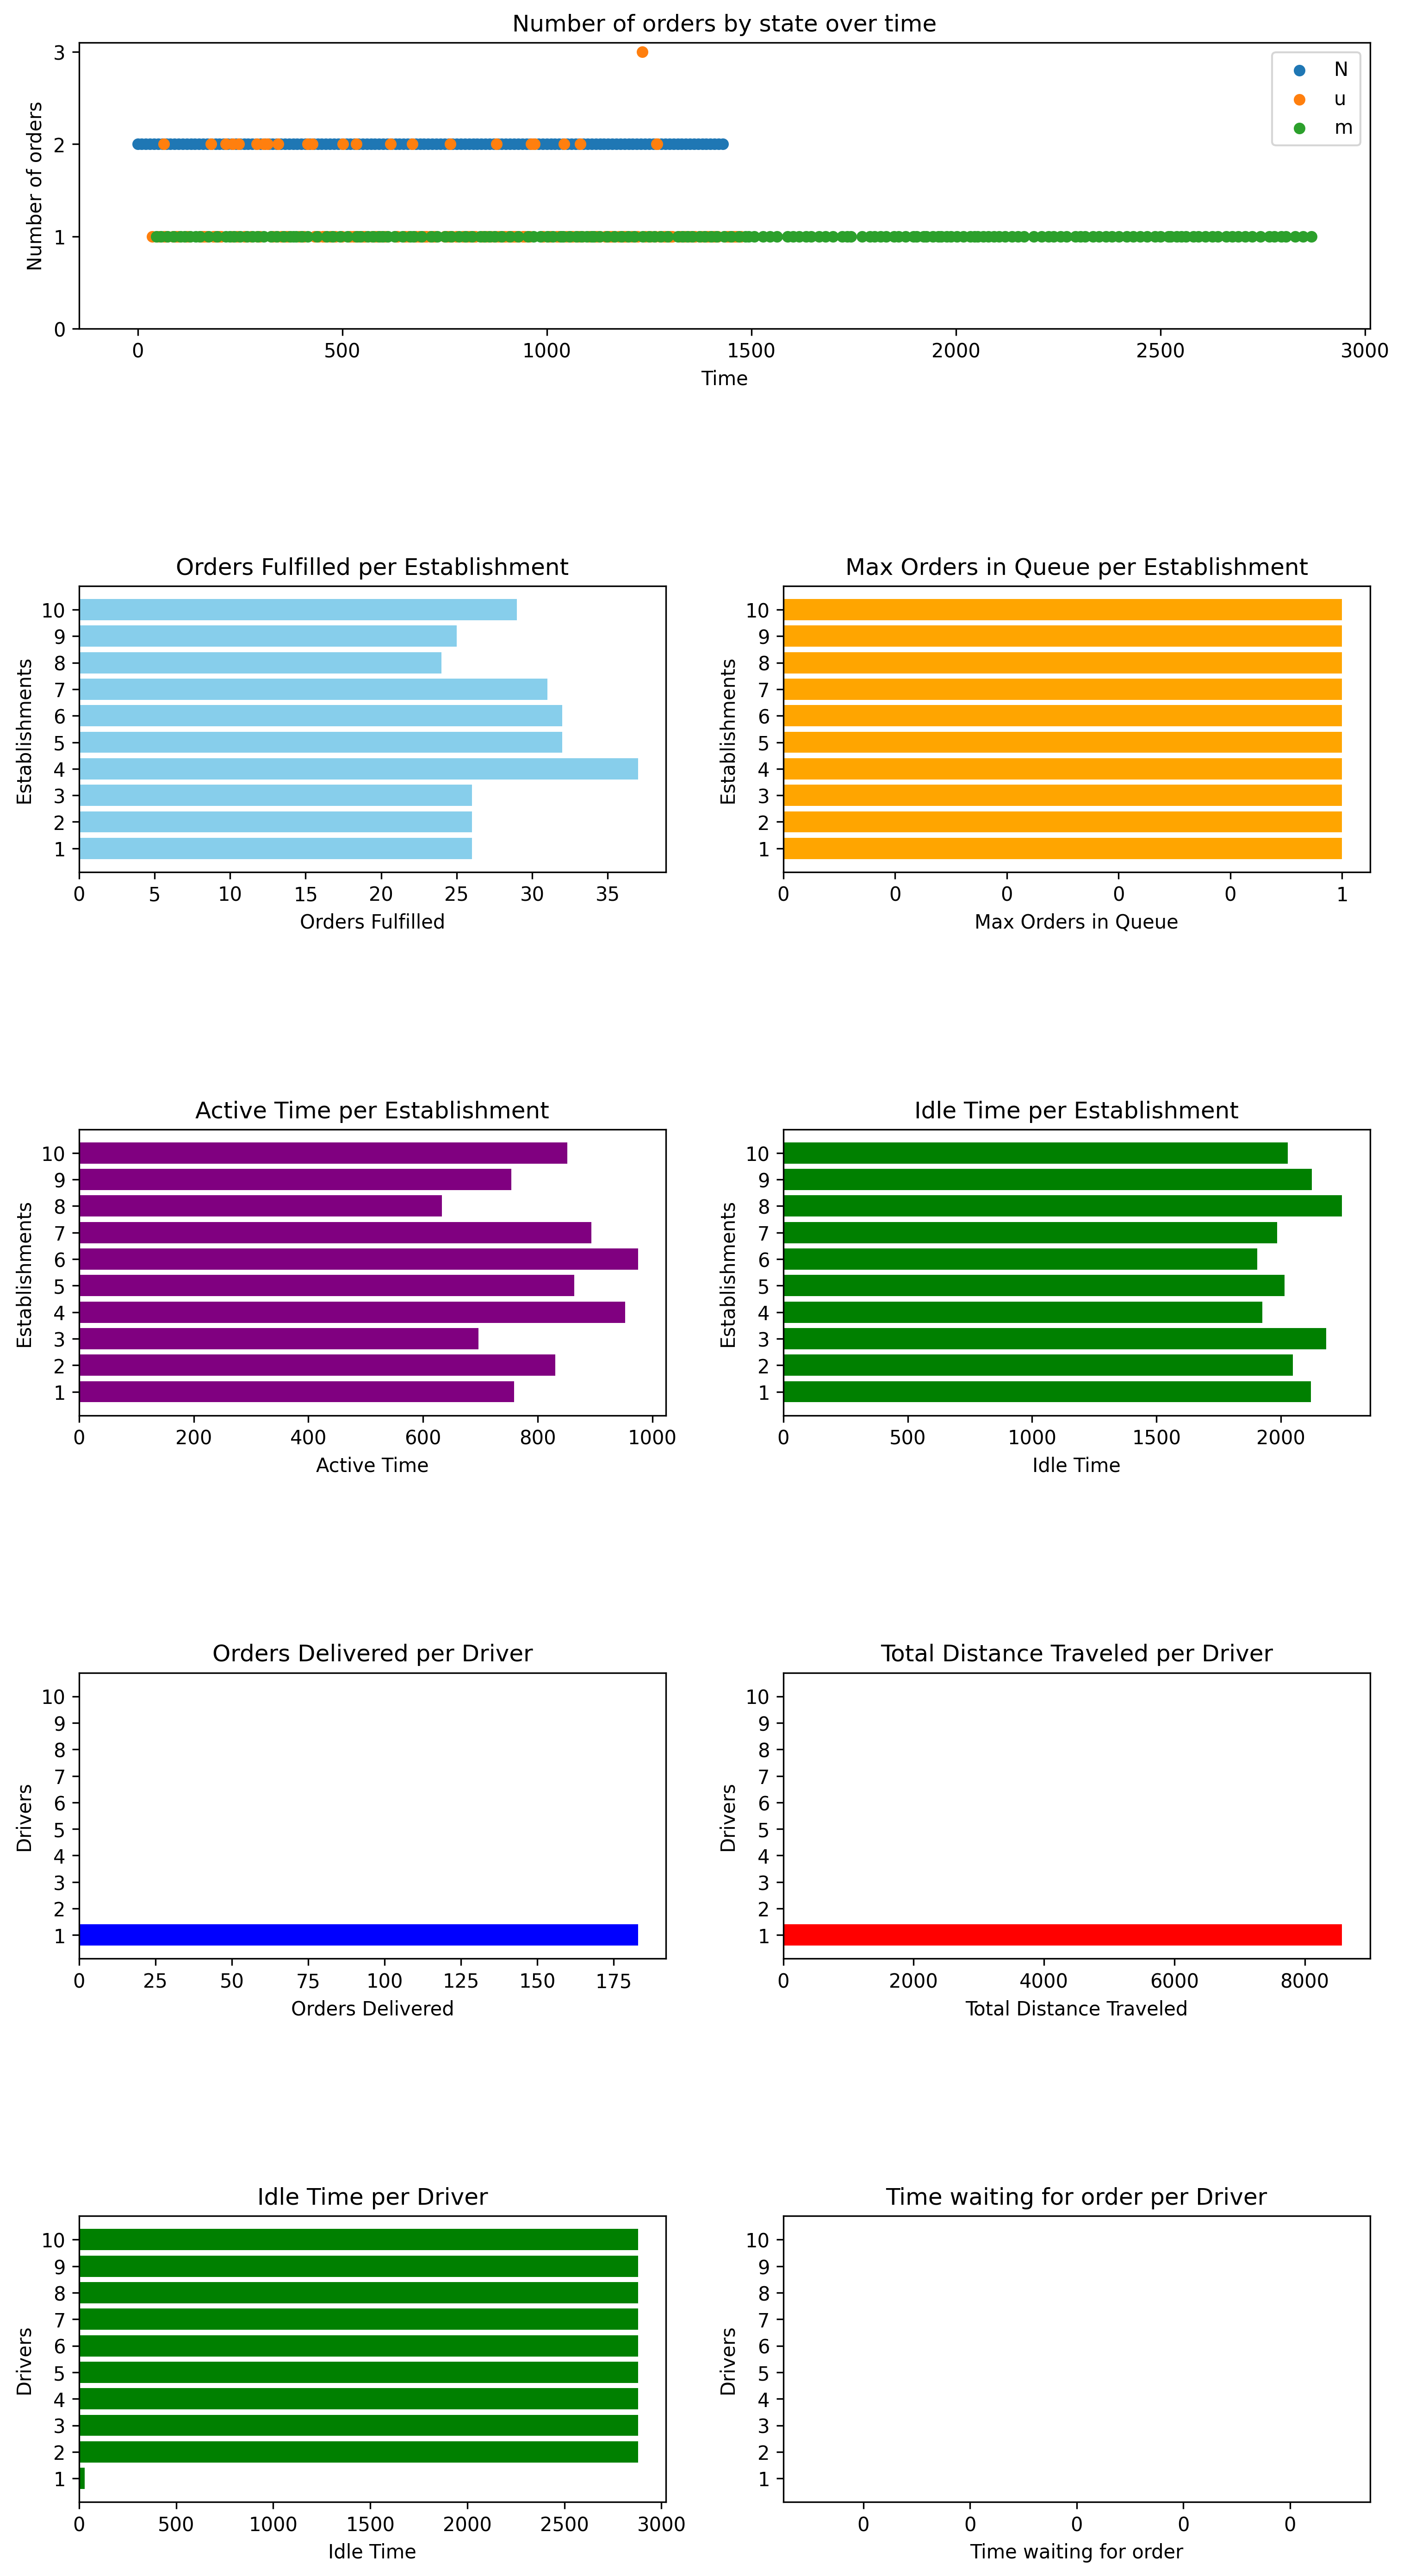 Number of orders by state over time
3
2
1
0
Number of orders
N
u
m
0 500 1000 1500 2000 2500 3000
Time
Orders Fulfilled per Establishment
10
9
8
7
6
5
4
3
2
1
Establishments
0 5 10 15 20 25 30 35
Orders Fulfilled
Max Orders in Queue per Establishment
10
9
8
7
6
5
4
3
2
1
Establishments
0 0 0 0 0 1
Max Orders in Queue
Active Time per Establishment
10
9
8
7
6
5
4
3
2
1
Establishments
0 200 400 600 800 1000
Active Time
Idle Time per Establishment
10
9
8
7
6
5
4
3
2
1
Establishments
0 500 1000 1500 2000
Idle Time
Orders Delivered per Driver
10
9
8
7
6
5
4
3
2
1
Drivers
0 25 50 75 100 125 150 175
Orders Delivered
Total Distance Traveled per Driver
10
9
8
7
6
5
4
3
2
1
Drivers
0 2000 4000 6000 8000
Total Distance Traveled
Idle Time per Driver
10
9
8
7
6
5
4
3
2
1
Drivers
0 500 1000 1500 2000 2500 3000
Idle Time
Time waiting for order per Driver
10
9
8
7
6
5
4
3
2
1
Drivers
0 0 0 0 0
Time waiting for order